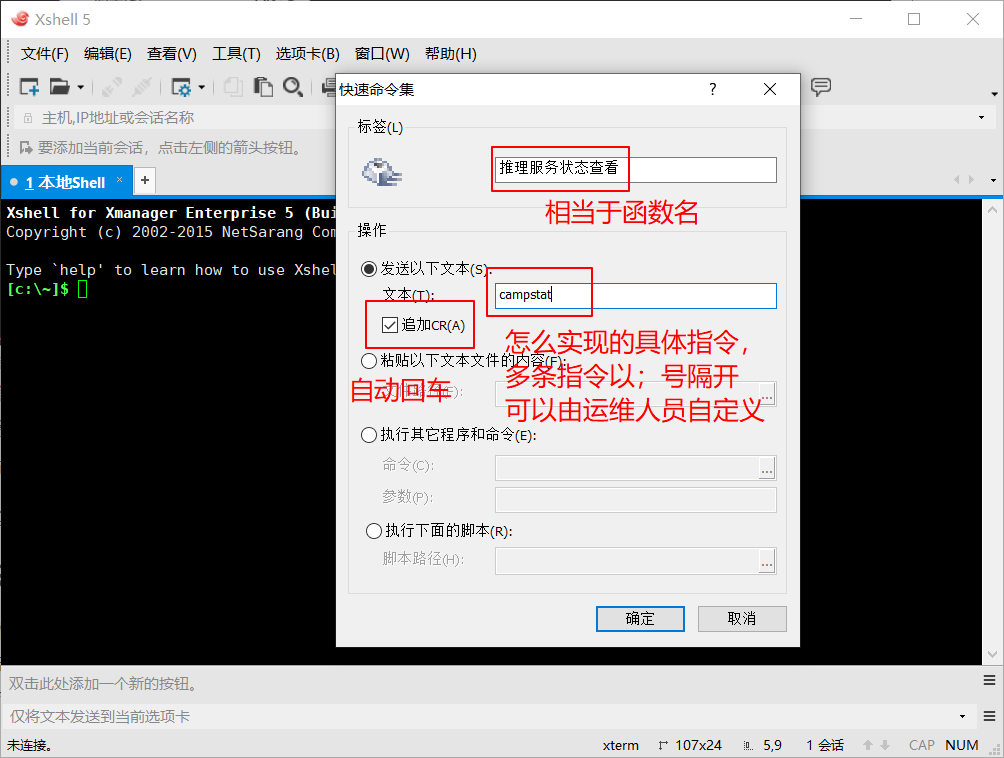 Xshell 5
文件(F) 编辑(E) 查看(V) 工具(T) 选项卡(B) 窗口(W) 帮助(H)
主机,IP地址或会话名称
要添加当前会话，点击左侧的箭头按钮。
1 本地Shell × +
Xshell for Xmanager Enterprise 5 (Bui
Copyright (c) 2002-2015 NetSarang Com
Type `help' to learn how to use Xshel
[c:\~]$
快速命令集 ?
标签(L)
推理服务状态查看
相当于函数名
操作
发送以下文本(S):
文本(T):
campstat
追加CR(A)
怎么实现的具体指令，
粘贴以下文本文件的内容(F):
多条指令以；号隔开
自动回车
可以由运维人员自定义
...
执行其它程序和命令(E):
命令(C):
...
参数(P):
执行下面的脚本(R):
脚本路径(H):
...
确定 取消
双击此处添加一个新的按钮。
仅将文本发送到当前选项卡
未连接。 xterm 107x24 5,9 1 会话 CAP NUM